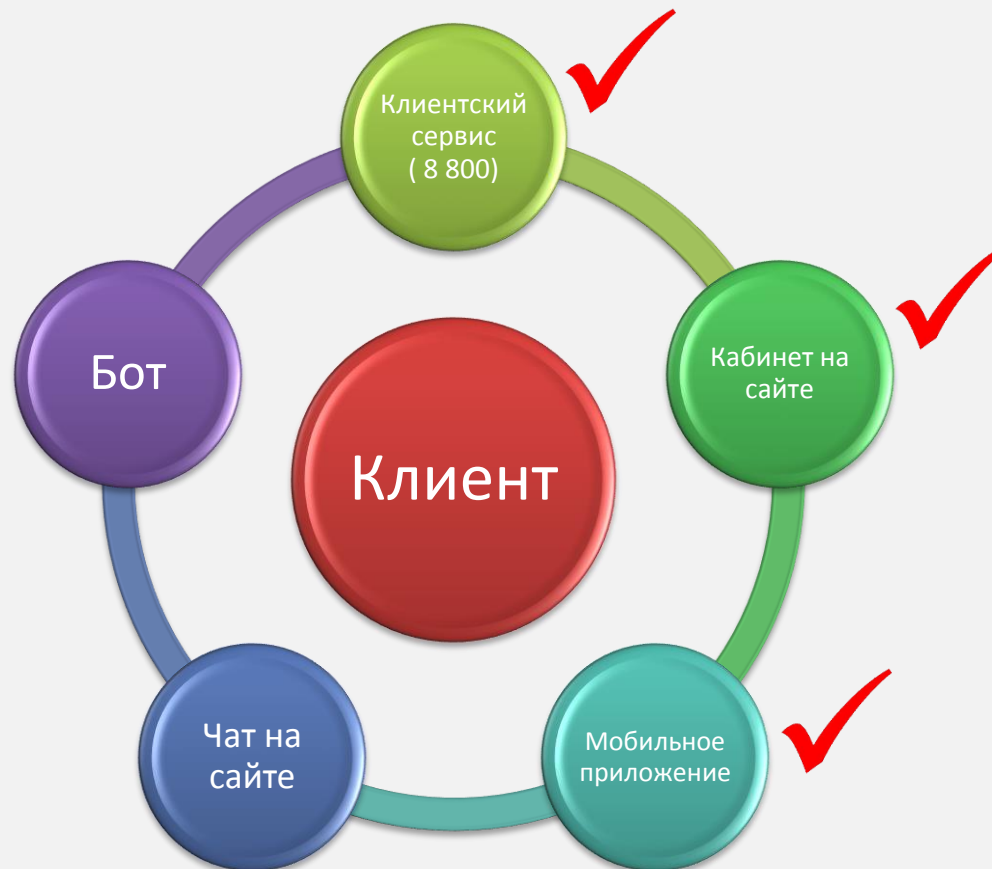 Клиентский
сервис
( 8 800)
Бот
Кабинет на
сайте
Клиент
Чат на
сайте
Мобильное
приложение